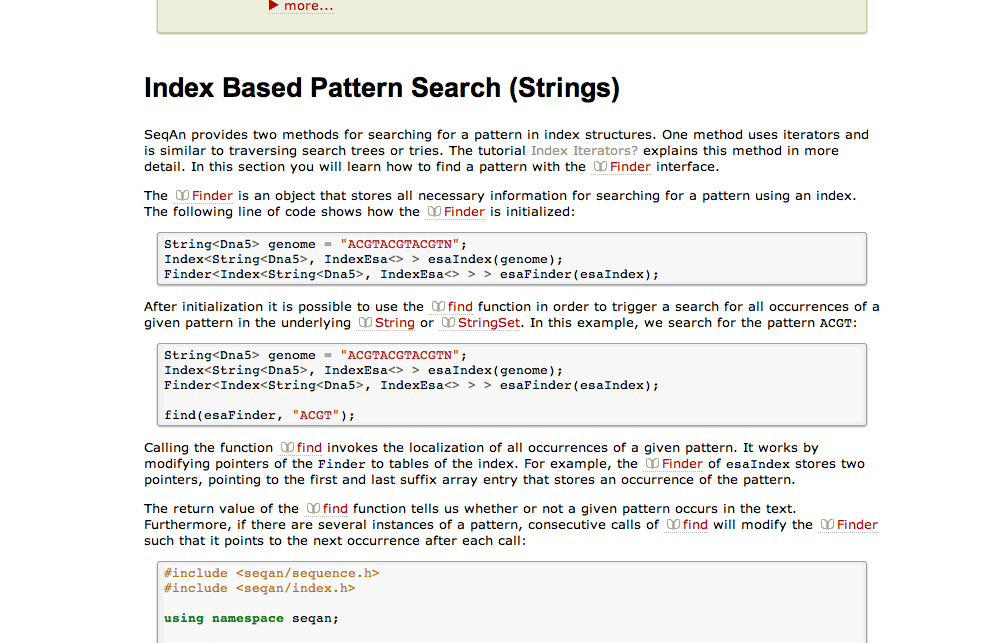 ▶ more...
Index Based Pattern Search (Strings)
SeqAn provides two methods for searching for a pattern in index structures. One method uses iterators and
is similar to traversing search trees or tries. The tutorial Index Iterators? explains this method in more
detail. In this section you will learn how to find a pattern with the Finder interface.
The Finder is an object that stores all necessary information for searching for a pattern using an index.
The following line of code shows how the Finder is initialized:
String<Dna5> genome = "ACGTACGTACGTN";
Index<String<Dna5>, IndexEsa<> > esaIndex(genome);
Finder<Index<String<Dna5>, IndexEsa<> > > esaFinder(esaIndex);
After initialization it is possible to use the find function in order to trigger a search for all occurrences of a
given pattern in the underlying String or StringSet. In this example, we search for the pattern ACGT:
String<Dna5> genome = "ACGTACGTACGTN";
Index<String<Dna5>, IndexEsa<> > esaIndex(genome);
Finder<Index<String<Dna5>, IndexEsa<> > > esaFinder(esaIndex);
find(esaFinder, "ACGT");
Calling the function find invokes the localization of all occurrences of a given pattern. It works by
modifying pointers of the Finder to tables of the index. For example, the Finder of esaIndex stores two
pointers, pointing to the first and last suffix array entry that stores an occurrence of the pattern.
The return value of the find function tells us whether or not a given pattern occurs in the text.
Furthermore, if there are several instances of a pattern, consecutive calls of find will modify the Finder
such that it points to the next occurrence after each call:
#include <seqan/sequence.h>
#include <seqan/index.h>
using namespace seqan;